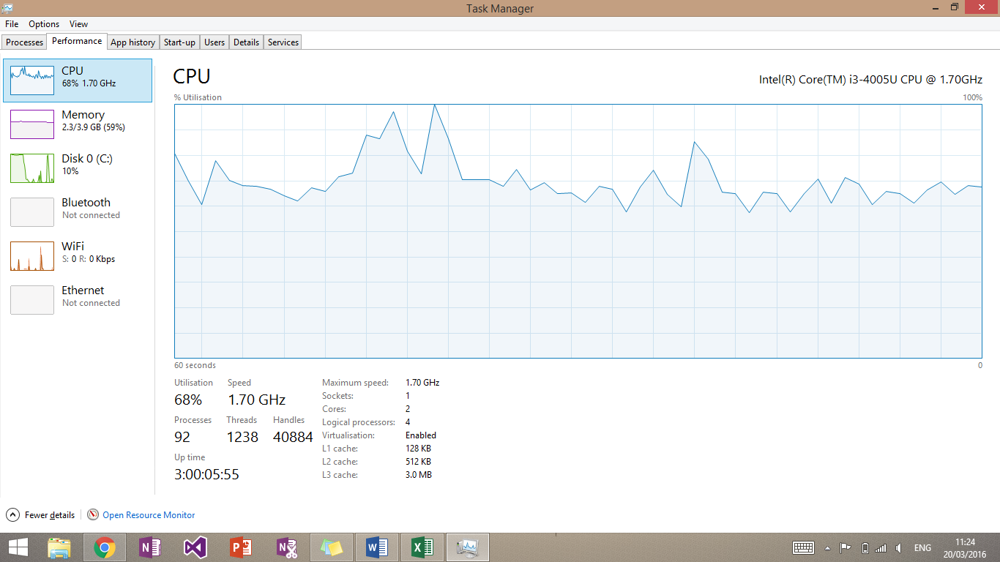 Task Manager
File Options View
Processes Performance App history Start-up Users Details Services
CPU
68% 1.70 GHz
Memory
2.3/3.9 GB (59%)
Disk 0 (C:)
10%
Bluetooth
Not connected
WiFi
S: 0 R: 0 Kbps
Ethernet
Not connected
CPU
Intel(R) Core(TM) i3-4005U CPU @ 1.70GHz
% Utilisation 100%
60 seconds 0
Utilisation Speed
68% 1.70 GHz
Processes Threads Handles
92 1238 40884
Up time
3:00:05:55
Maximum speed: 1.70 GHz
Sockets: 1
Cores: 2
Logical processors: 4
Virtualisation: Enabled
L1 cache: 128 KB
L2 cache: 512 KB
L3 cache: 3.0 MB
Fewer details Open Resource Monitor
ENG
11:24
20/03/2016